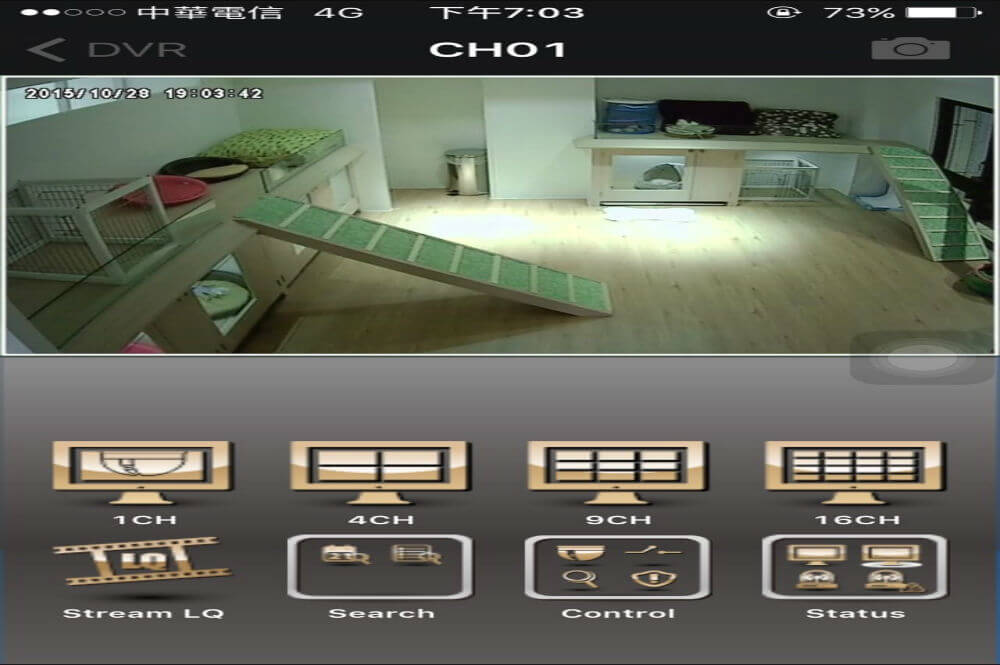 中華電信 4G 下午7:03 73%
DVR CH01
2015/10/28 19:03:42
1CH 4CH 9CH 16CH
LQ
Stream LQ Search Control Status